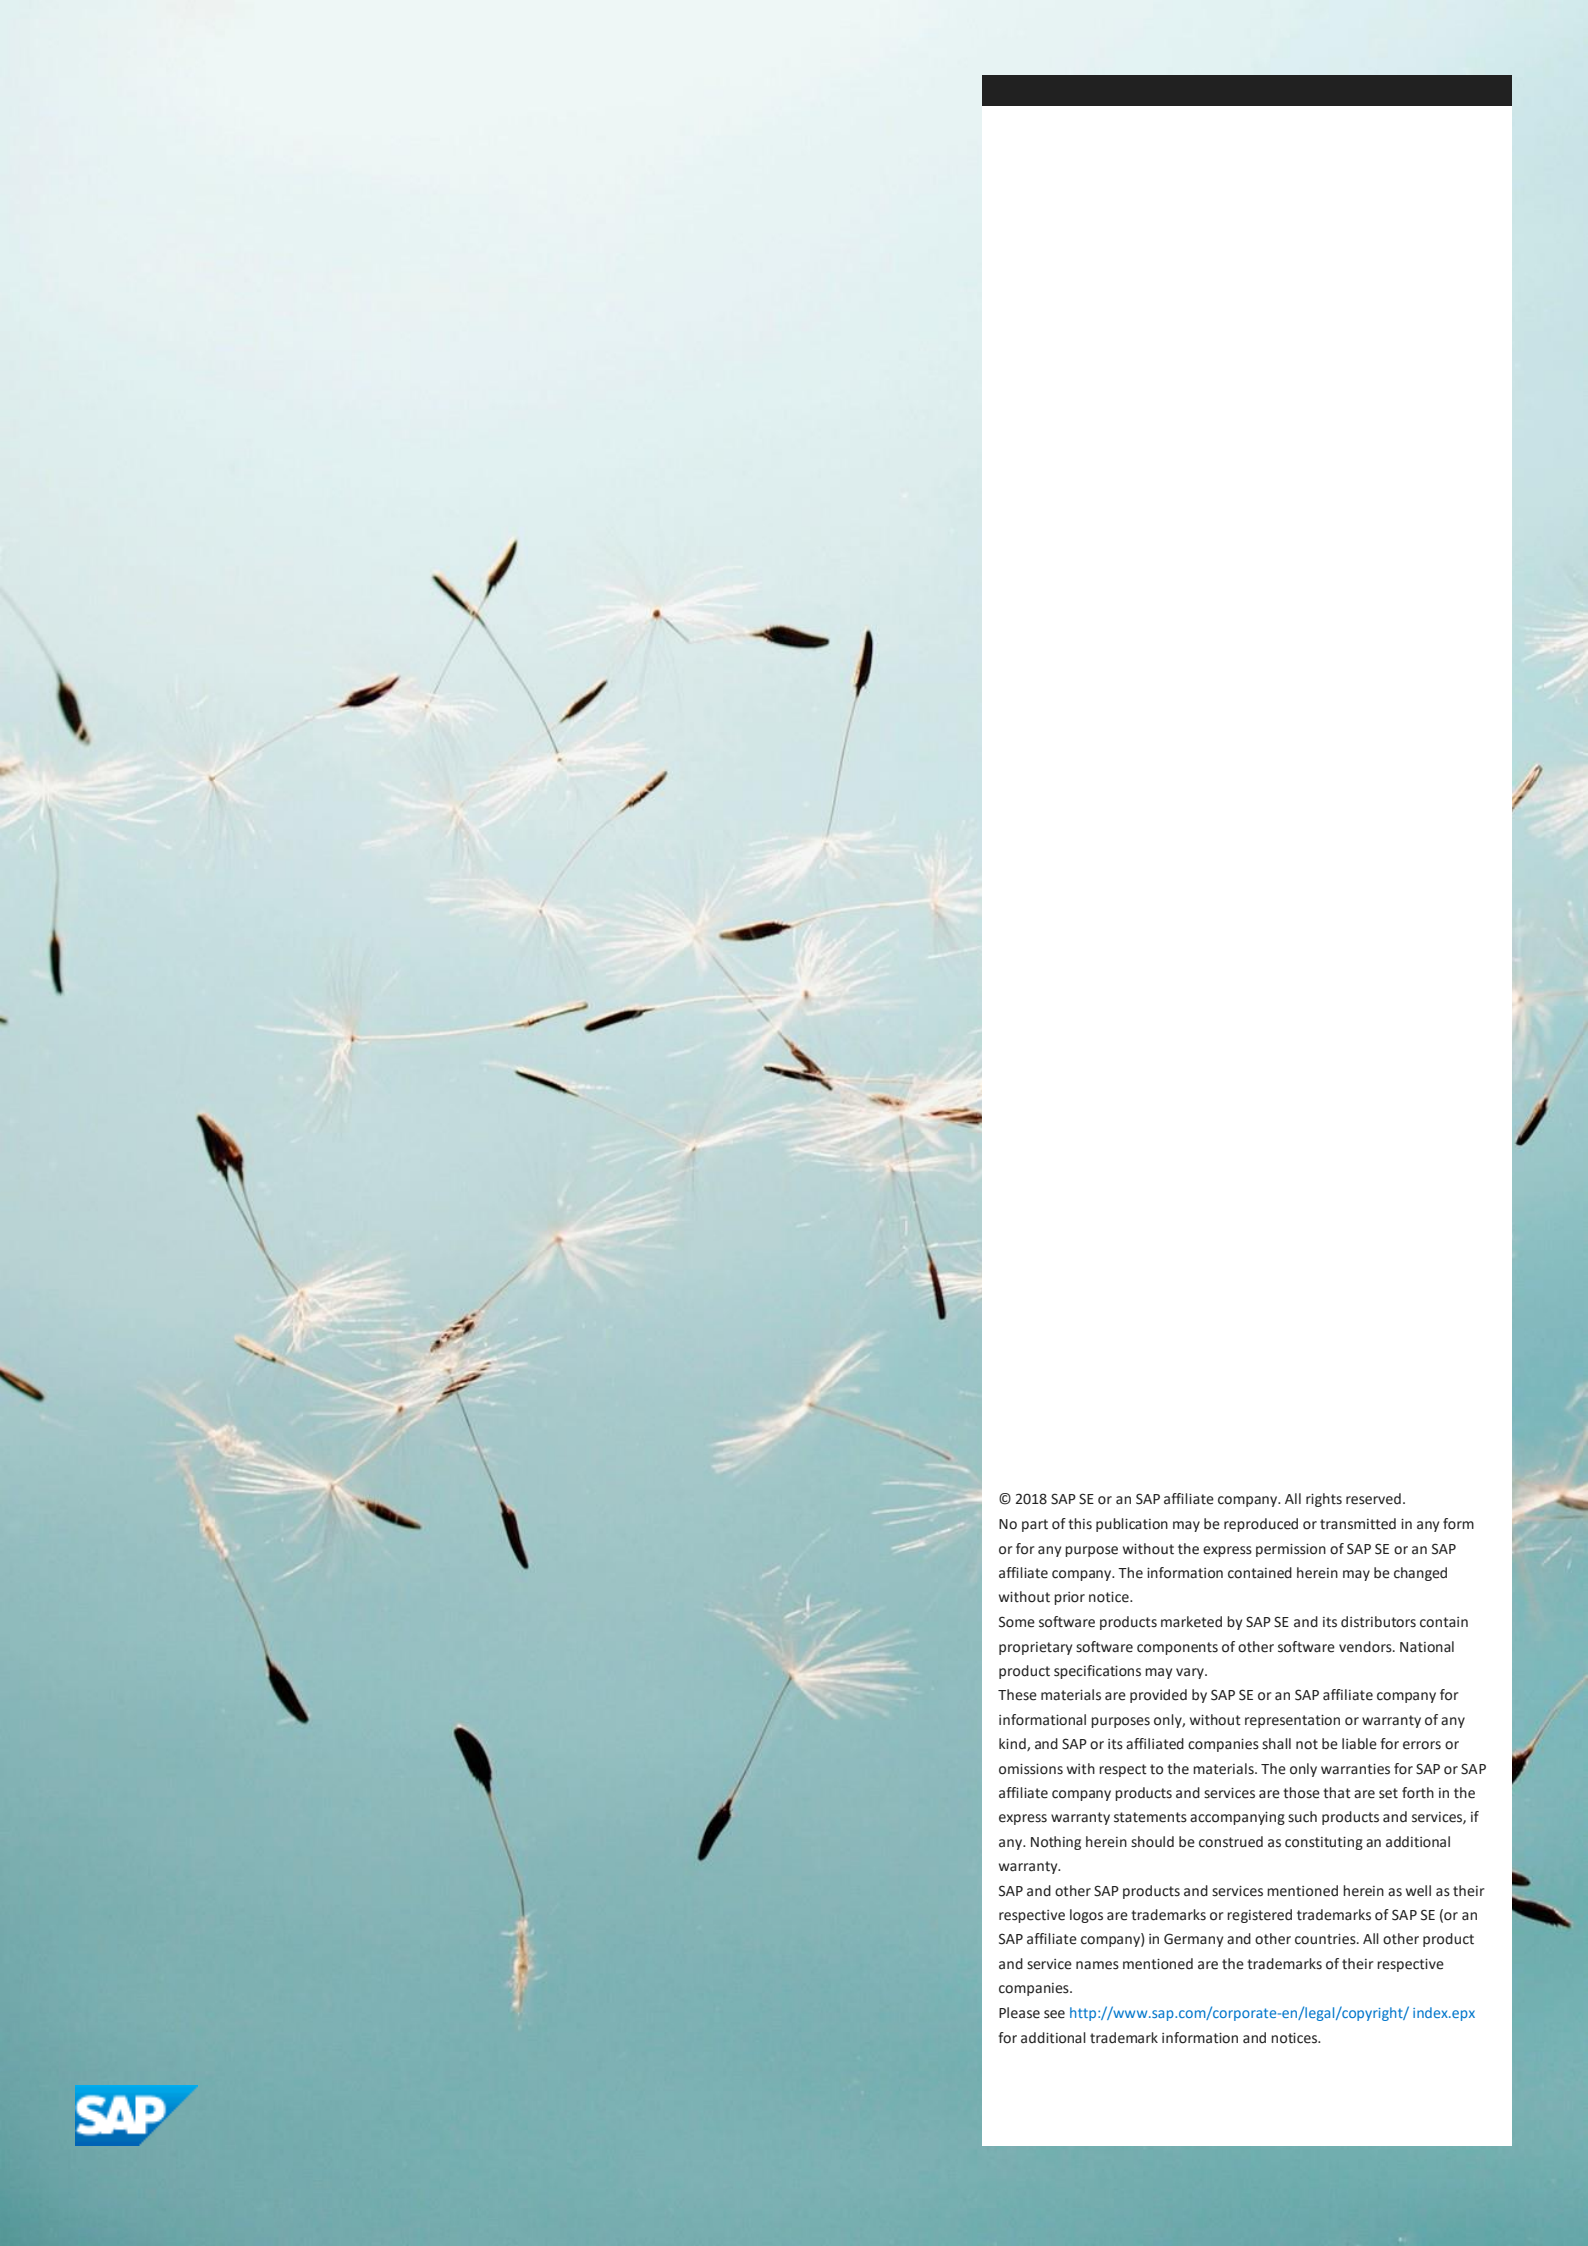 © 2018 SAP SE or an SAP affiliate company. All rights reserved.
No part of this publication may be reproduced or transmitted in any form
or for any purpose without the express permission of SAP SE or an SAP
affiliate company. The information contained herein may be changed
without prior notice.
Some software products marketed by SAP SE and its distributors contain
proprietary software components of other software vendors. National
product specifications may vary.
These materials are provided by SAP SE or an SAP affiliate company for
informational purposes only, without representation or warranty of any
kind, and SAP or its affiliated companies shall not be liable for errors or
omissions with respect to the materials. The only warranties for SAP or SAP
affiliate company products and services are those that are set forth in the
express warranty statements accompanying such products and services, if
any. Nothing herein should be construed as constituting an additional
warranty.
SAP and other SAP products and services mentioned herein as well as their
respective logos are trademarks or registered trademarks of SAP SE (or an
SAP affiliate company) in Germany and other countries. All other product
and service names mentioned are the trademarks of their respective
companies.
Please see http://www.sap.com/corporate-en/legal/copyright/ index.epx
for additional trademark information and notices.
SAP